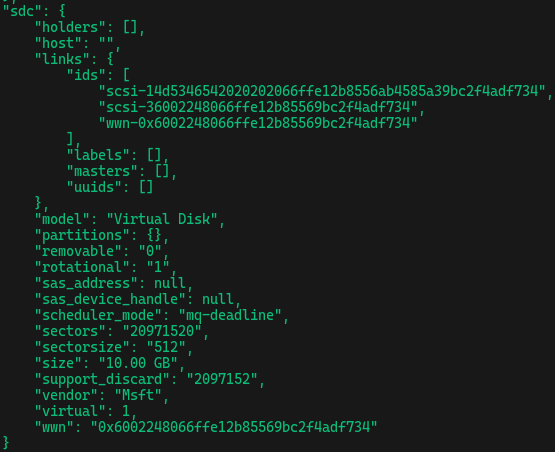 "sdc": {
"holders": [],
"host": "",
"links": {
"ids": [
"scsi-14d5346542020202066ffe12b8556ab4585a39bc2f4adf734",
"scsi-36002248066ffe12b85569bc2f4adf734",
"wwn-0x6002248066ffe12b85569bc2f4adf734"
],
"labels": [],
"masters": [],
"uuids": []
},
"model": "Virtual Disk",
"partitions": {},
"removable": "0",
"rotational": "1",
"sas_address": null,
"sas_device_handle": null,
"scheduler_mode": "mq-deadline",
"sectors": "20971520",
"sectorsize": "512",
"size": "10.00 GB",
"support_discard": "2097152",
"vendor": "Msft",
"virtual": 1,
"wwn": "0x6002248066ffe12b85569bc2f4adf734"
}